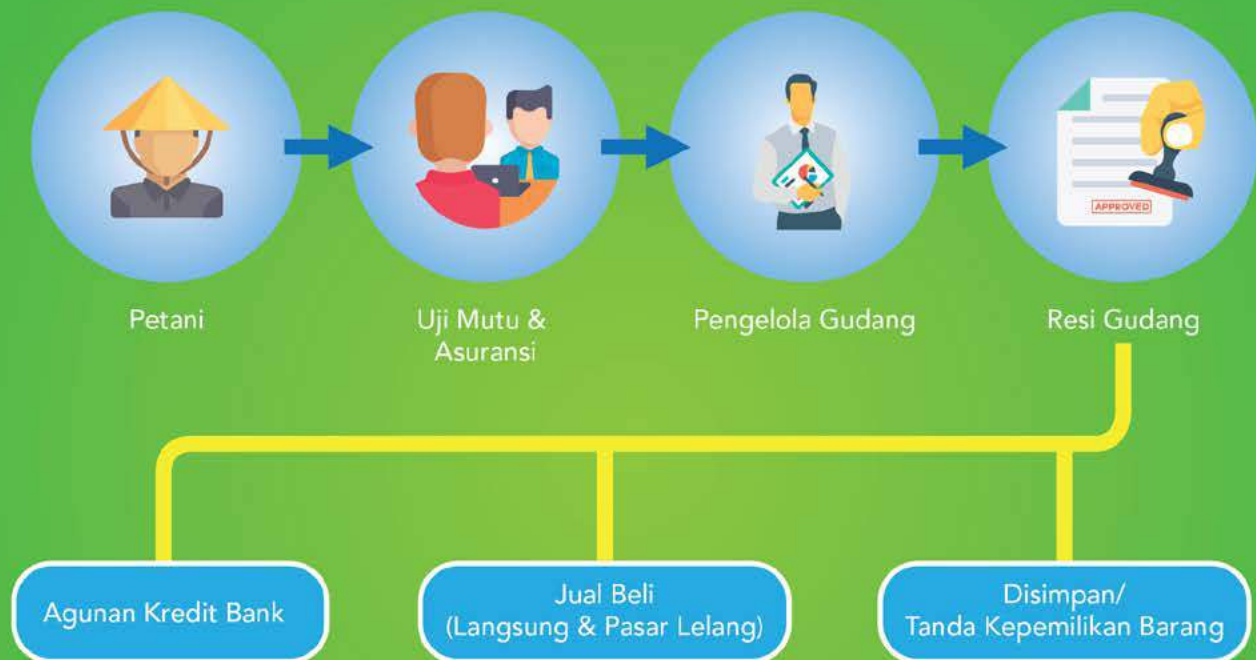 APPROVED
Petani
Uji Mutu &
Asuransi
Pengelola Gudang
Resi Gudang
Agunan Kredit Bank
Jual Beli
(Langsung & Pasar Lelang)
Disimpan/
Tanda Kepemilikan Barang